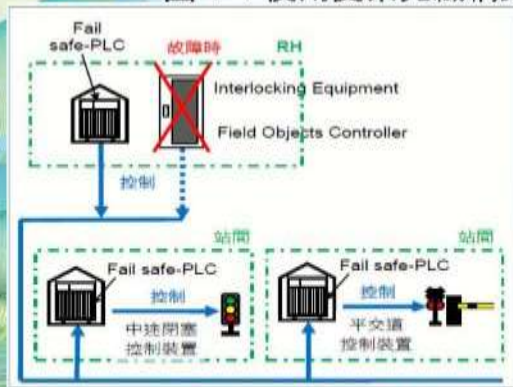 Fail
safe-PLC
故障時
RH
Interlocking Equipment
Field Objects Controller
控制
站間
Fail safe-PLC
控制
中途閉塞
控制裝置
站間
Fail safe-PLC
控制
平交道
控制裝置